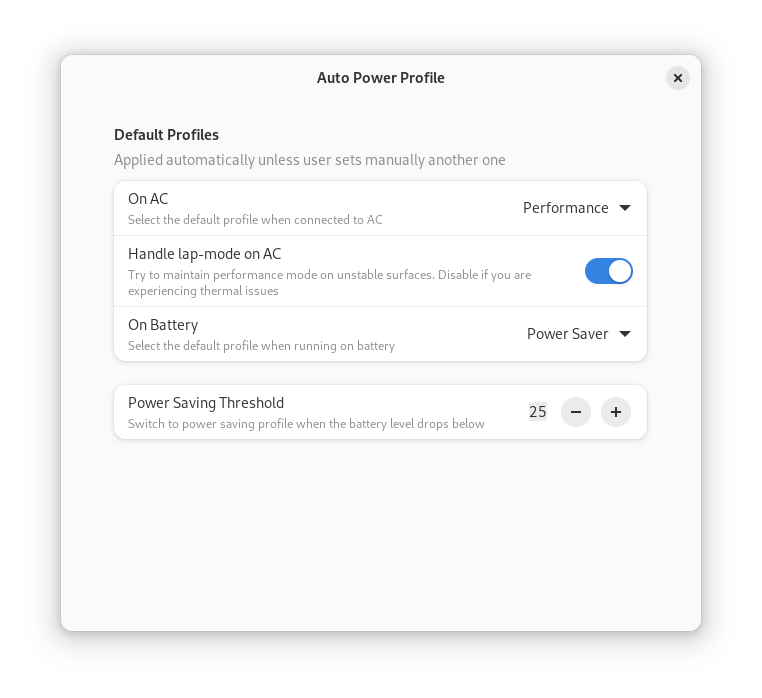 Auto Power Profile
Default Profiles
Applied automatically unless user sets manually another one
On AC
Select the default profile when connected to AC
Performance
Handle lap-mode on AC
Try to maintain performance mode on unstable surfaces. Disable if you are
experiencing thermal issues
On Battery
Select the default profile when running on battery
Power Saver
Power Saving Threshold
Switch to power saving profile when the battery level drops below
25